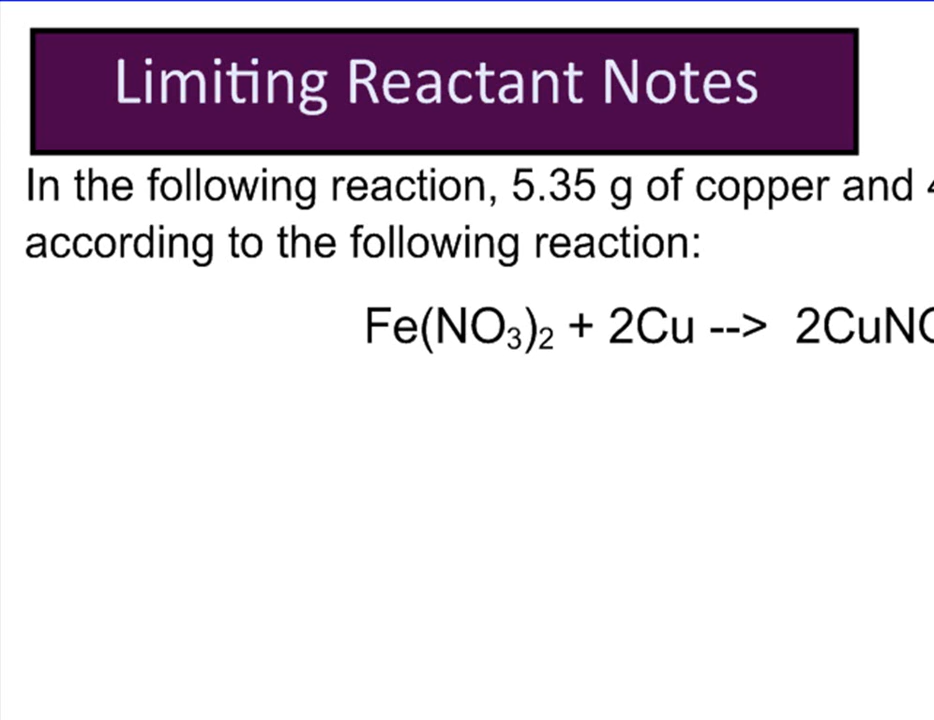 Limiting Reactant Notes
In the following reaction, 5.35 g of copper and
according to the following reaction:
Fe(NO₃)₂ + 2Cu --> 2CuN